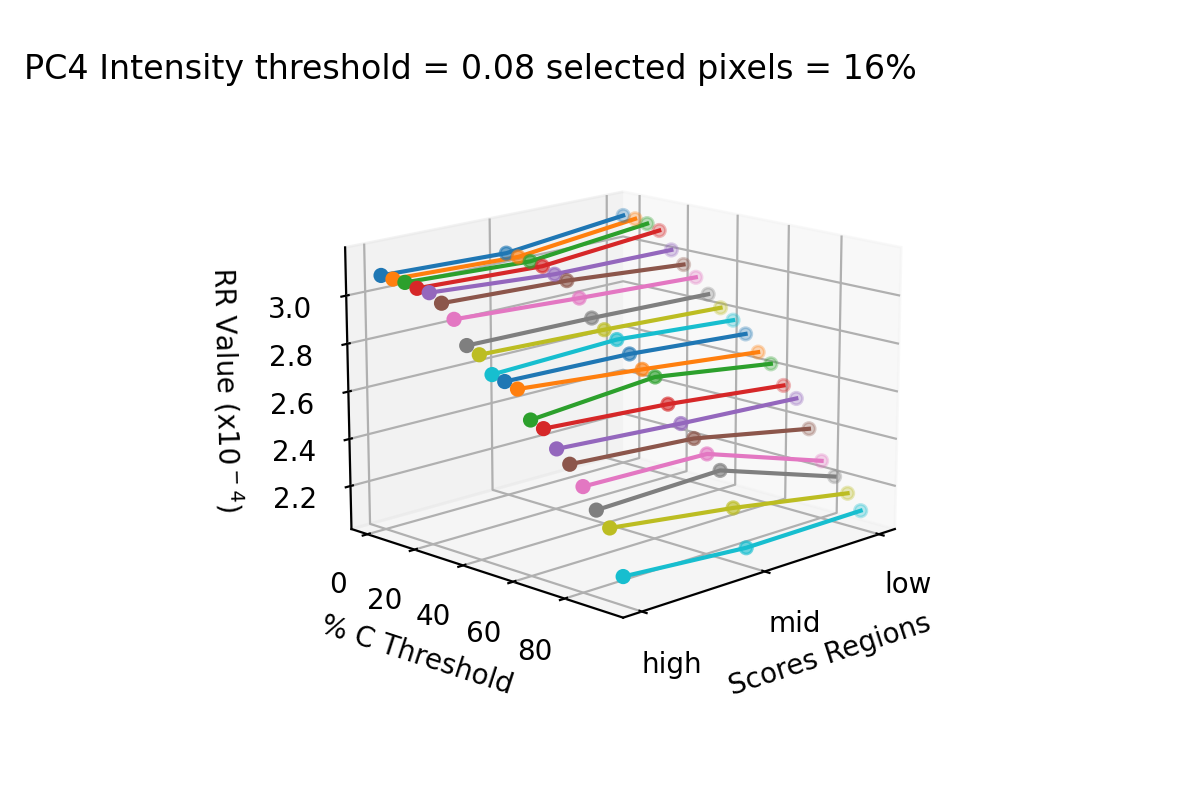 PC4 Intensity threshold = 0.08 selected pixels = 16%
RR Value (x10⁻⁴)
3.0
2.8
2.6
2.4
2.2
0
20
40
60
80
% C Threshold
high
mid
low
Scores Regions